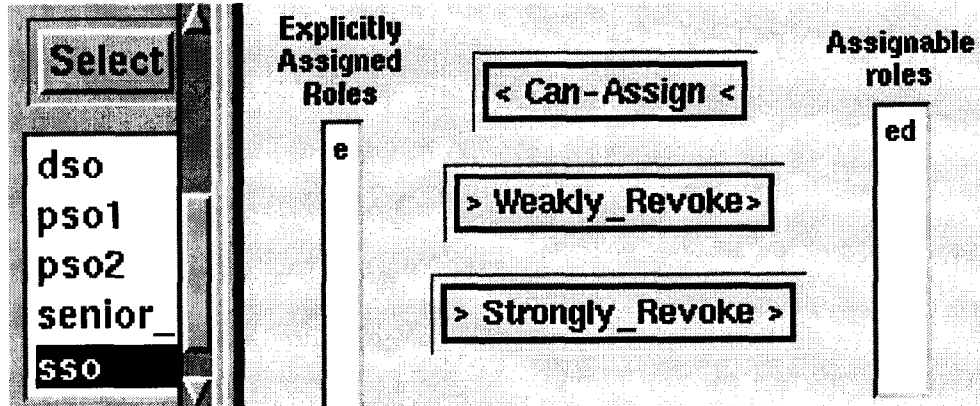 Select
dso
pso1
pso2
senior_
sso
Explicitly
Assigned
Roles
e
< Can-Assign <
> Weakly_Revoke>
> Strongly_Revoke >
Assignable
roles
ed